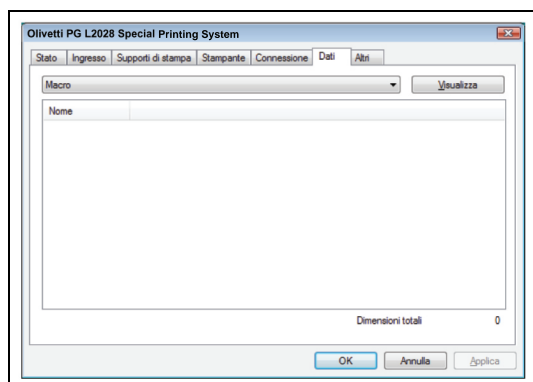 Olivetti PG L2028 Special Printing System
Stato Ingresso Supporti di stampa Stampante Connessione Dati Altri
Macro Visualizza
Nome
Dimensioni totali 0
OK Annulla Applica